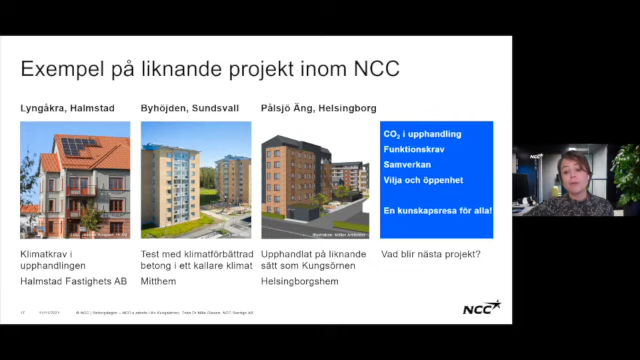 Exempel på liknande projekt inom NCC
Lyngåkra, Halmstad
Byhöjden, Sundsvall
Pålsjö Äng, Helsingborg
CO₂ i upphandling
Funktionskrav
Samverkan
Vilja och öppenhet
En kunskapsresa för alla!
Klimatkrav i
upphandlingen
Halmstad Fastighets AB
Test med klimatförbättrad
betong i ett kallare klimat
Mitthem
Upphandlat på liknande
sätt som Kungsörnen
Helsingborgshem
Vad blir nästa projekt?
NCC
NCC